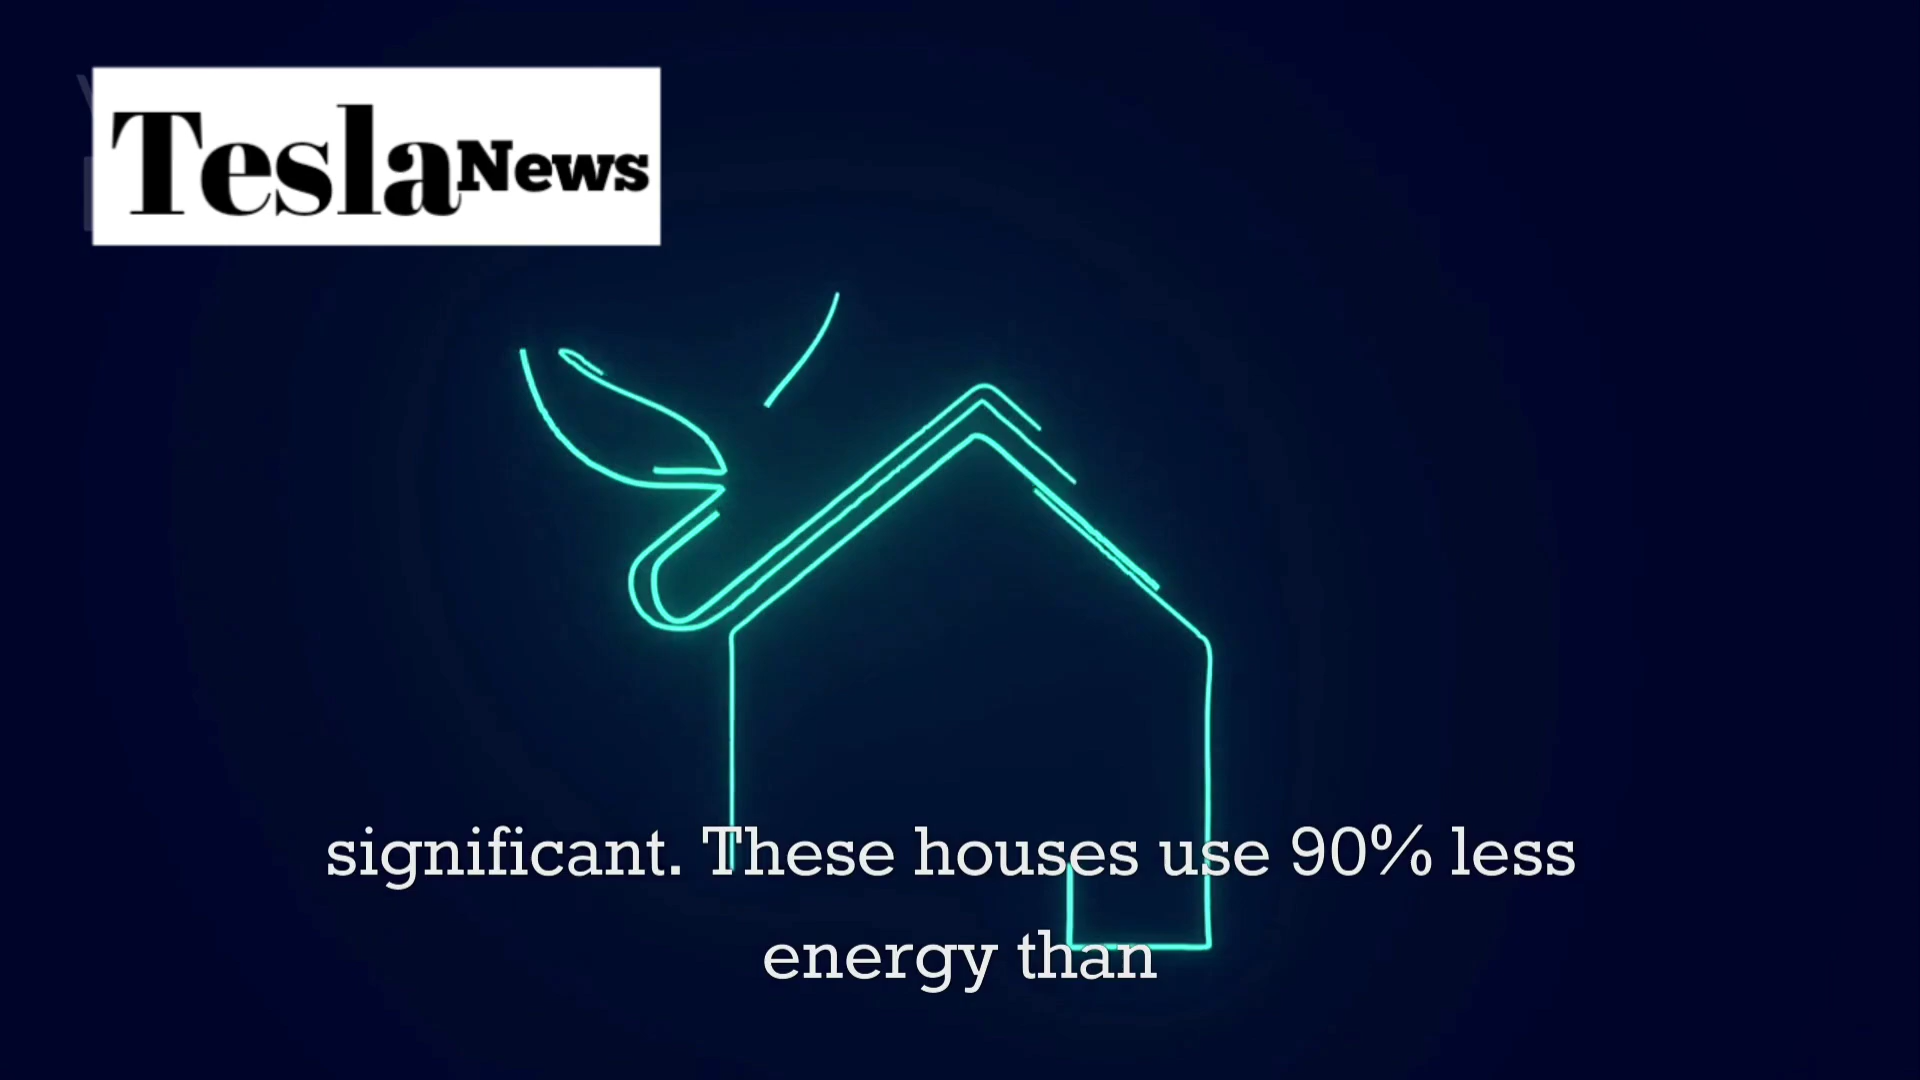 Tesla News
significant. These houses use 90% less
energy than